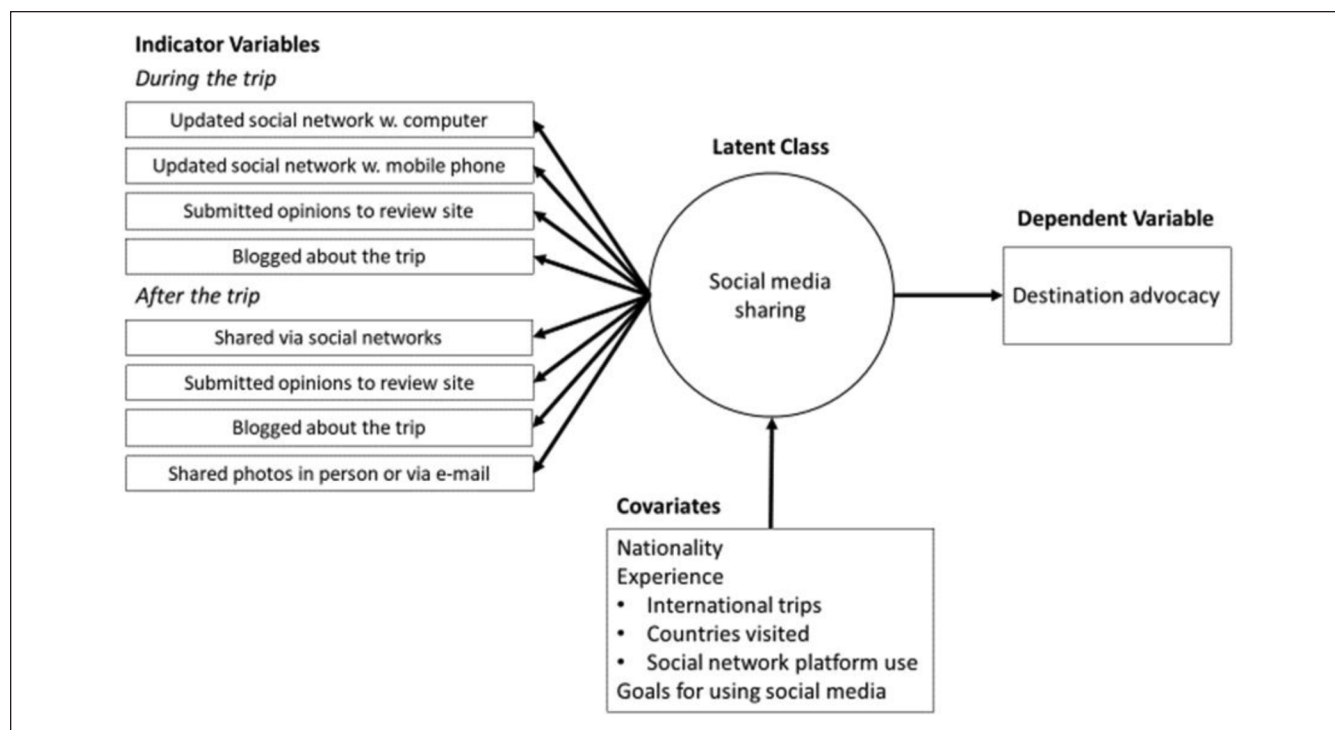 Indicator Variables
During the trip
Updated social network w. computer
Updated social network w. mobile phone
Submitted opinions to review site
Blogged about the trip
After the trip
Shared via social networks
Submitted opinions to review site
Blogged about the trip
Shared photos in person or via e-mail
Latent Class
Social media
sharing
Dependent Variable
Destination advocacy
Covariates
Nationality
Experience
• International trips
• Countries visited
• Social network platform use
Goals for using social media